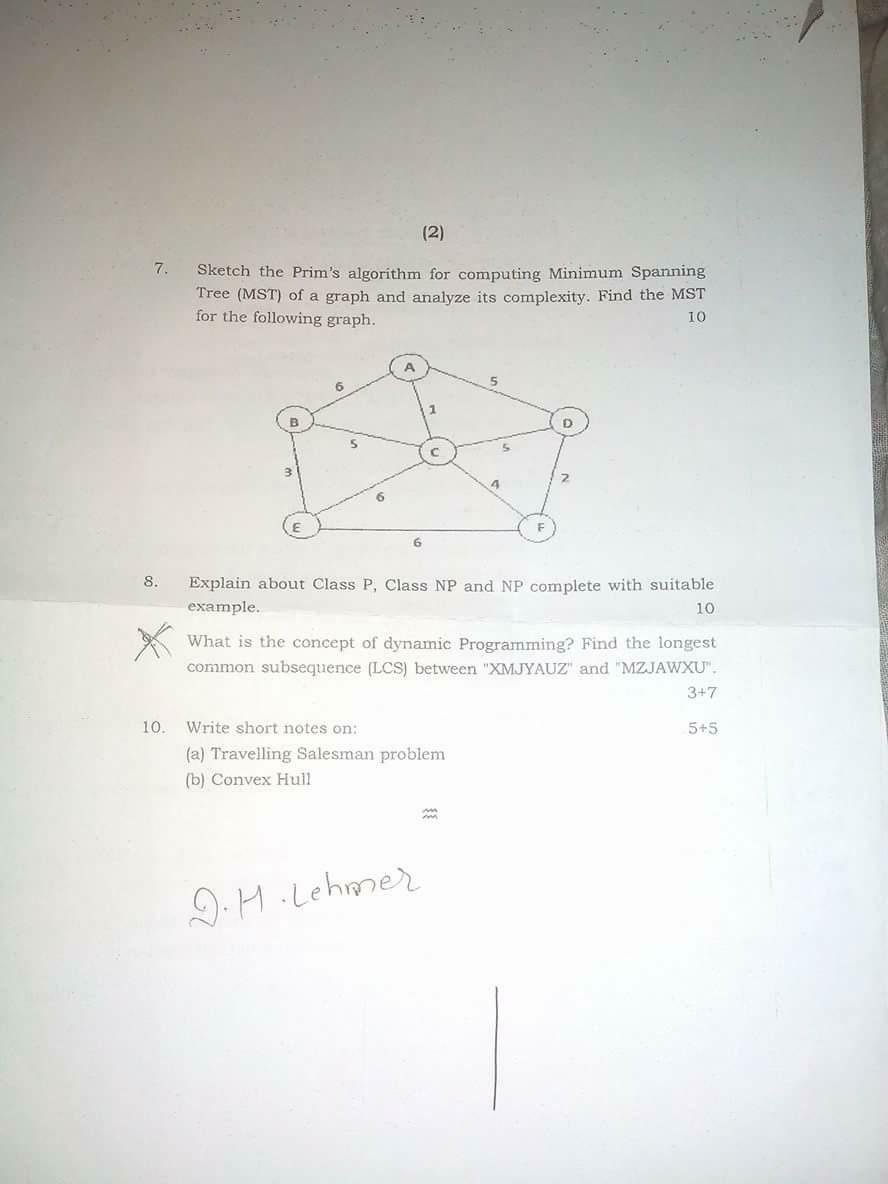 (2)
7. Sketch the Prim's algorithm for computing Minimum Spanning
Tree (MST) of a graph and analyze its complexity. Find the MST
for the following graph. 10
A
6 5
B 1 D
5 C 5
3 4 2
6
E F
6
8. Explain about Class P, Class NP and NP complete with suitable
example. 10
What is the concept of dynamic Programming? Find the longest
common subsequence (LCS) between "XMJYAUZ" and "MZJAWXU".
3+7
10. Write short notes on: 5+5
(a) Travelling Salesman problem
(b) Convex Hull
D.H.Lehmer